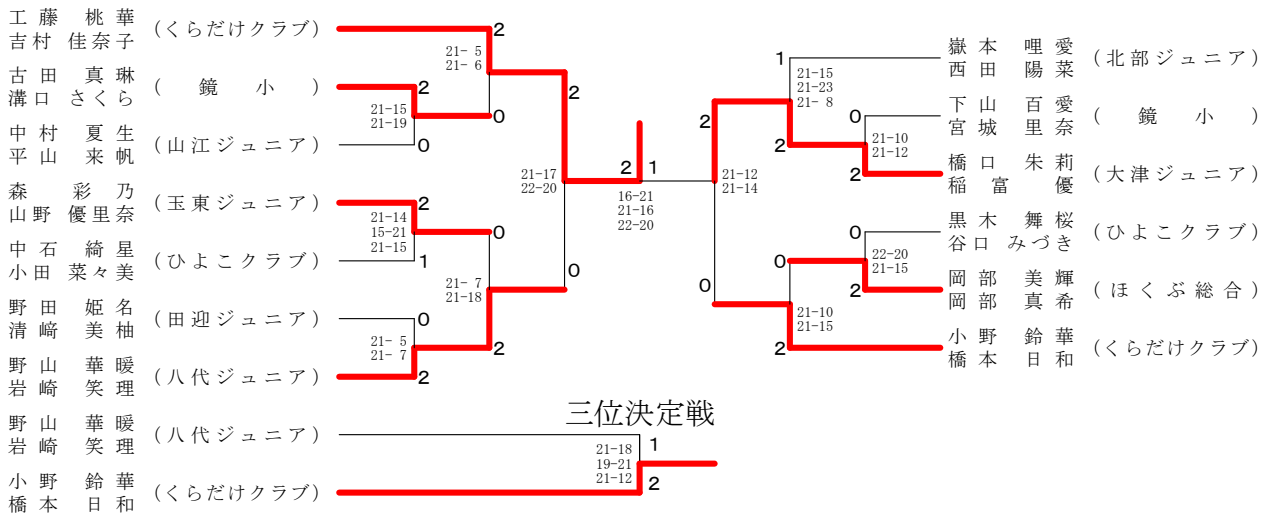 工藤 桃華
吉村 佳奈子
(くらだけクラブ)
2
21- 5
21- 6
古田 真琳
溝口 さくら
( 鏡 小 )
2
21-15
21-19
0
中村 夏生
平山 来帆
(山江ジュニア)
0
2
21-17
22-20
森 彩乃
山野 優里奈
(玉東ジュニア)
2
21-14
15-21
21-15
0
中石 綺星
小田 菜々美
(ひよこクラブ)
1
21- 7
21-18
0
野田 姫名
清﨑 美柚
(田迎ジュニア)
0
21- 5
21- 7
2
野山 華暖
岩崎 笑理
(八代ジュニア)
2
2 1
16-21
21-16
22-20
嶽本 哩愛
西田 陽菜
(北部ジュニア)
1
21-15
21-23
21- 8
下山 百愛
宮城 里奈
( 鏡 小 )
0
21-10
21-12
2
橋口 朱莉
稲富 優
(大津ジュニア)
2
2
21-12
21-14
黒木 舞桜
谷口 みづき
(ひよこクラブ)
0
22-20
21-15
0
岡部 美輝
岡部 真希
(ほくぶ総合)
2
0
21-10
21-15
小野 鈴華
橋本 日和
(くらだけクラブ)
2
三位決定戦
野山 華暖
岩崎 笑理
(八代ジュニア)
1
21-18
19-21
21-12
小野 鈴華
橋本 日和
(くらだけクラブ)
2